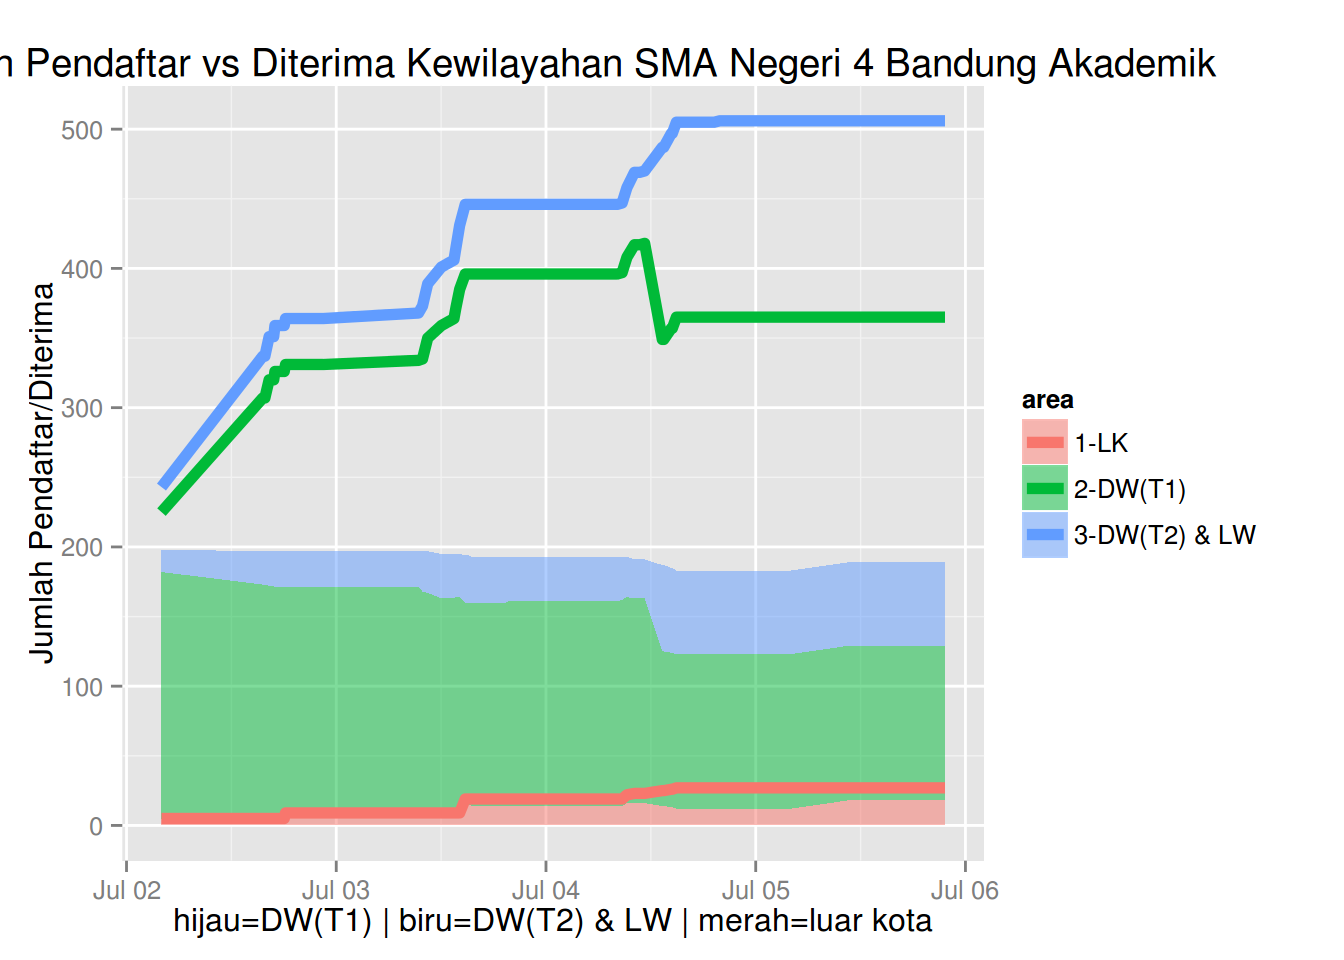 Pendaftar vs Diterima Kewilayahan SMA Negeri 4 Bandung Akademik
Jumlah Pendaftar/Diterima
500
400
300
200
100
0
Jul 02
Jul 03
Jul 04
Jul 05
Jul 06
hijau=DW(T1) | biru=DW(T2) & LW | merah=luar kota
area
1-LK
2-DW(T1)
3-DW(T2) & LW